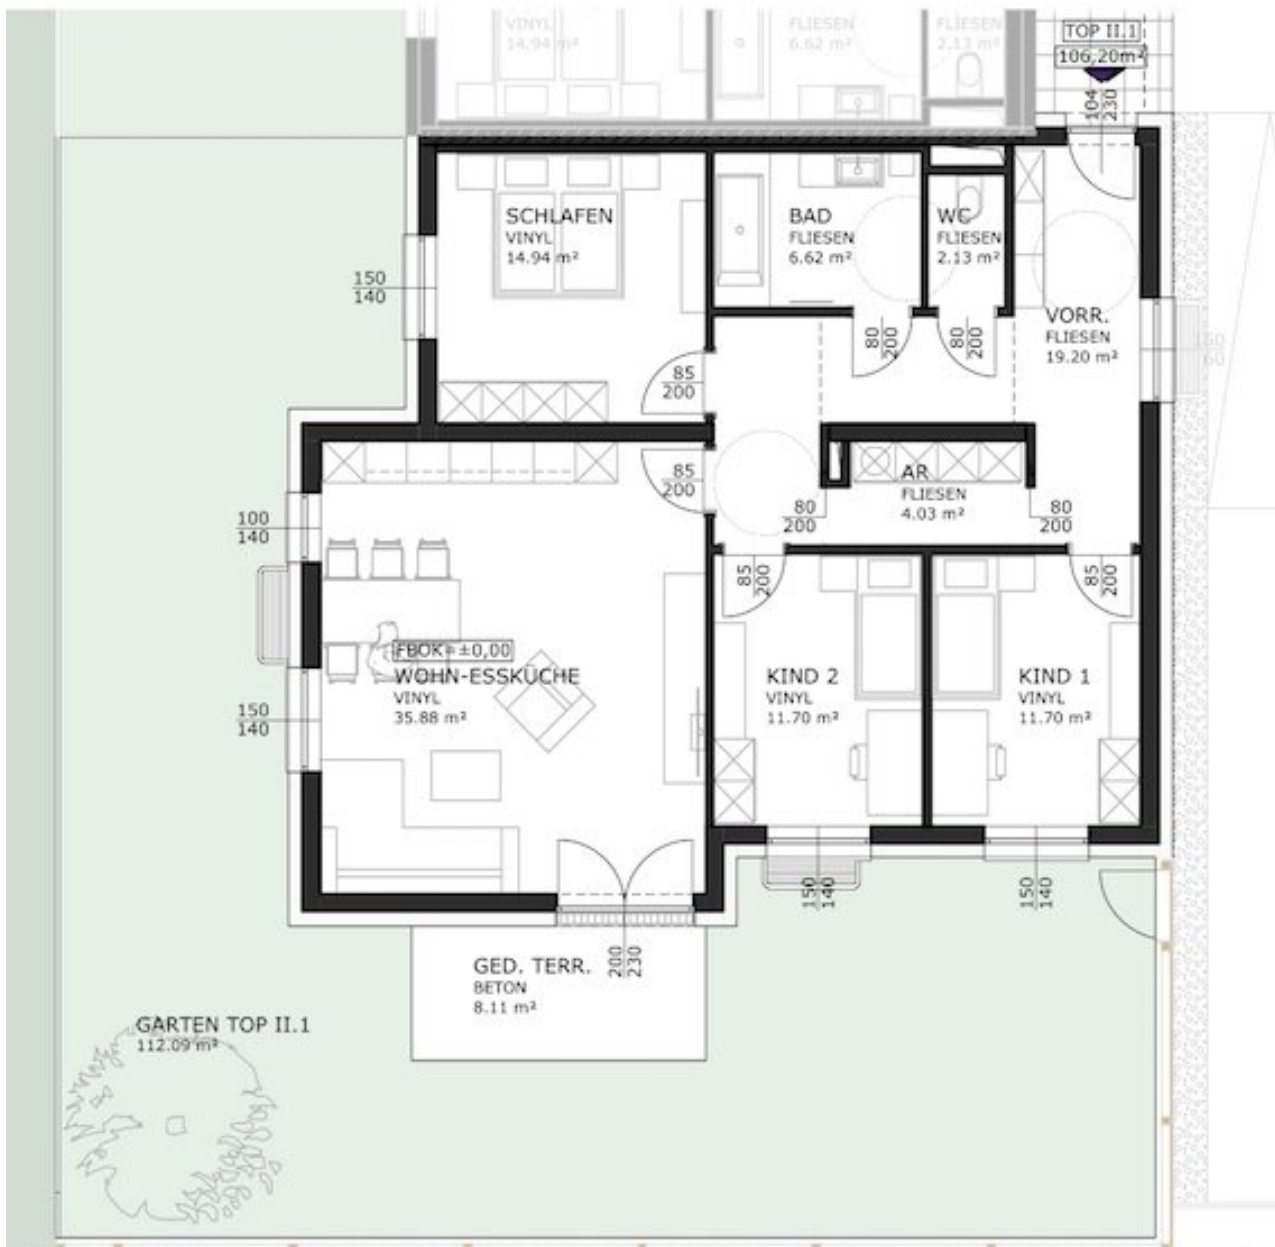 VINYL
14.94 m²
FLIESEN
6.62 m²
FLIESEN
2.13 m²
TOP II.1
106,20m²
104
230
SCHLAFEN
VINYL
14.94 m²
BAD
FLIESEN
6.62 m²
WC
FLIESEN
2.13 m²
150
140
VORR.
FLIESEN
19.20 m²
80
200
80
200
85
200
85
200
AR
FLIESEN
4.03 m²
80
200
80
200
100
140
85
200
85
200
FBOK=±0,00
WOHN-ESSKÜCHE
VINYL
35.88 m²
KIND 2
VINYL
11.70 m²
KIND 1
VINYL
11.70 m²
150
140
150
140
150
140
GED. TERR.
BETON
8.11 m²
200
230
GARTEN TOP II.1
112.09 m²